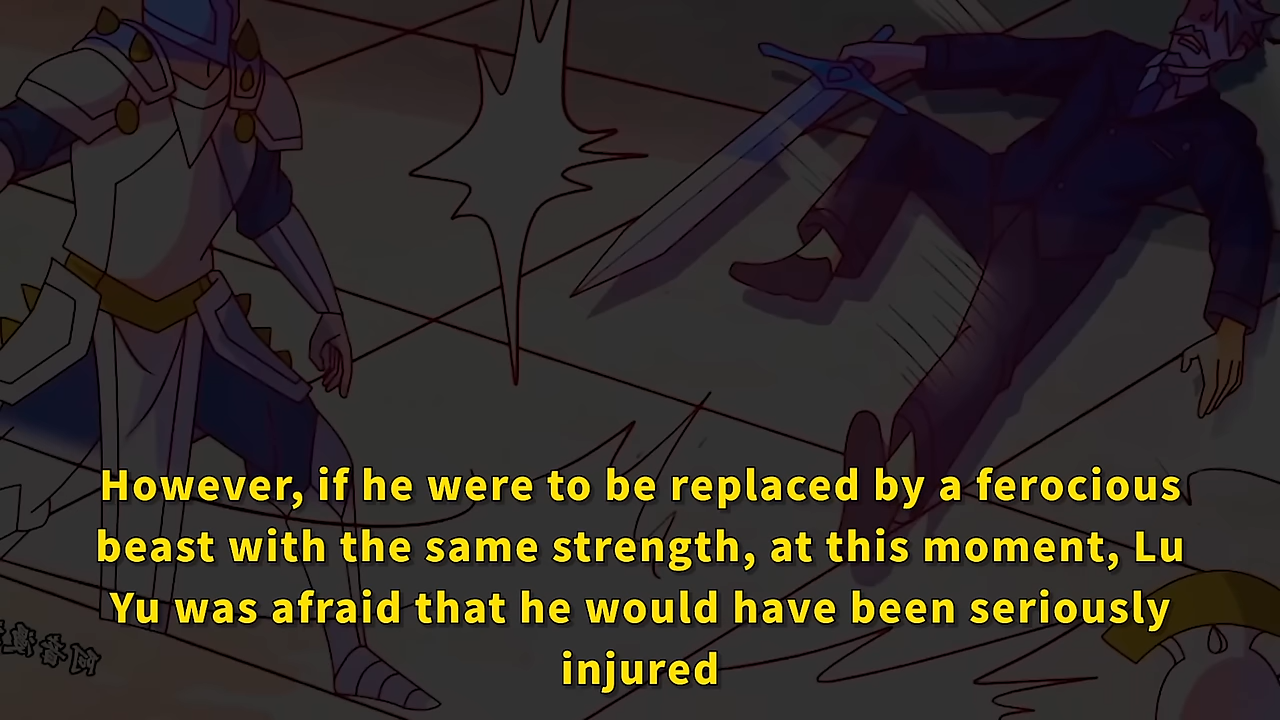 However, if he were to be replaced by a ferocious
beast with the same strength, at this moment, Lu
Yu was afraid that he would have been seriously
injured